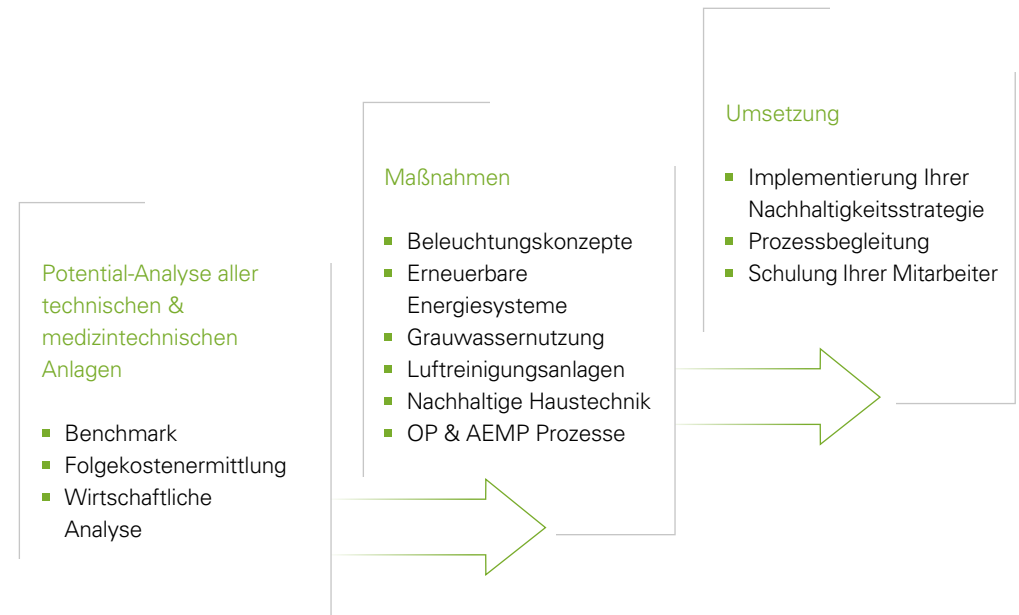 Potential-Analyse aller
technischen &
medizintechnischen
Anlagen
▪ Benchmark
▪ Folgekostenermittlung
▪ Wirtschaftliche
Analyse
Maßnahmen
▪ Beleuchtungskonzepte
▪ Erneuerbare
Energiesysteme
▪ Grauwassernutzung
▪ Luftreinigungsanlagen
▪ Nachhaltige Haustechnik
▪ OP & AEMP Prozesse
Umsetzung
▪ Implementierung Ihrer
Nachhaltigkeitsstrategie
▪ Prozessbegleitung
▪ Schulung Ihrer Mitarbeiter